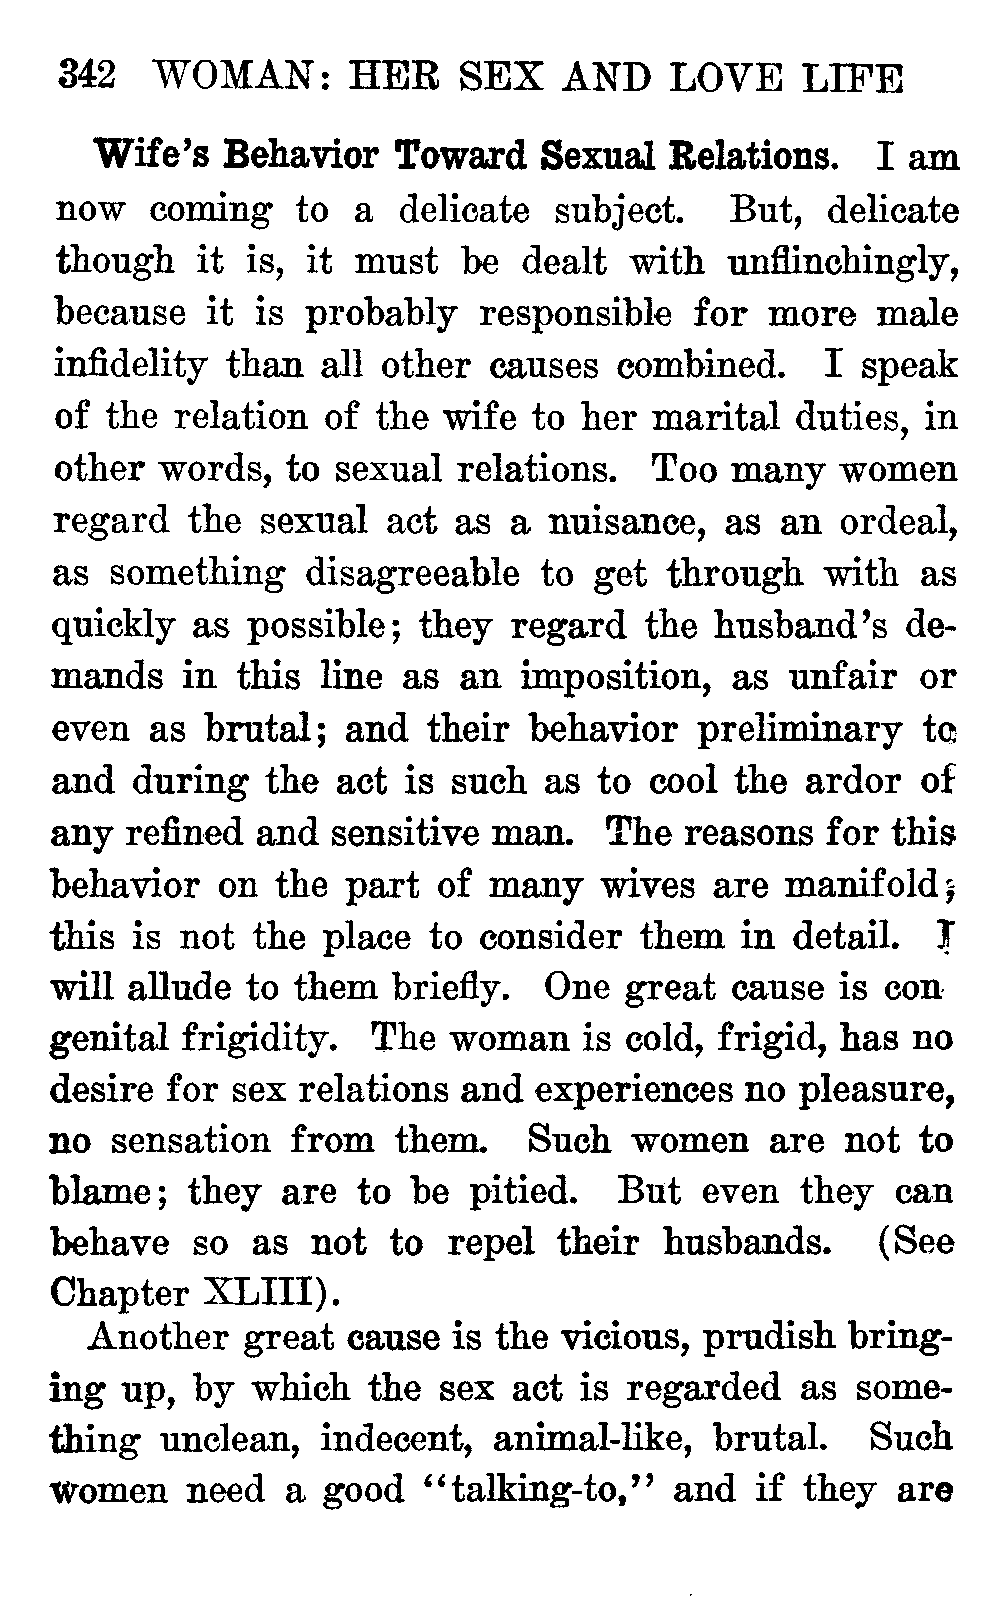 342 WOMAN: HER SEX AND LOVE LIFE
Wife's Behavior Toward Sexual Relations. I am
now coming to a delicate subject. But, delicate
though it is, it must be dealt with unflinchingly,
because it is probably responsible for more male
infidelity than all other causes combined. I speak
of the relation of the wife to her marital duties, in
other words, to sexual relations. Too many women
regard the sexual act as a nuisance, as an ordeal,
as something disagreeable to get through with as
quickly as possible; they regard the husband's de-
mands in this line as an imposition, as unfair or
even as brutal; and their behavior preliminary to
and during the act is such as to cool the ardor of
any refined and sensitive man. The reasons for this
behavior on the part of many wives are manifold;
this is not the place to consider them in detail. I
will allude to them briefly. One great cause is con
genital frigidity. The woman is cold, frigid, has no
desire for sex relations and experiences no pleasure,
no sensation from them. Such women are not to
blame; they are to be pitied. But even they can
behave so as not to repel their husbands. (See
Chapter XLIII).
Another great cause is the vicious, prudish bring-
ing up, by which the sex act is regarded as some-
thing unclean, indecent, animal-like, brutal. Such
women need a good "talking-to," and if they are